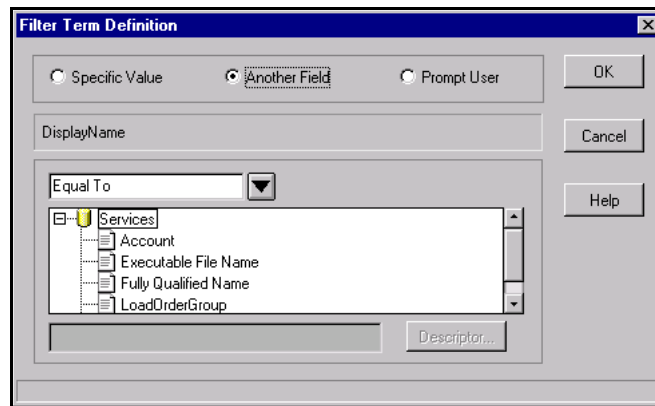 Filter Term Definition
Specific Value
Another Field
Prompt User
OK
DisplayName
Cancel
Equal To
Help
Services
Account
Executable File Name
Fully Qualified Name
LoadOrderGroup
Descriptor...